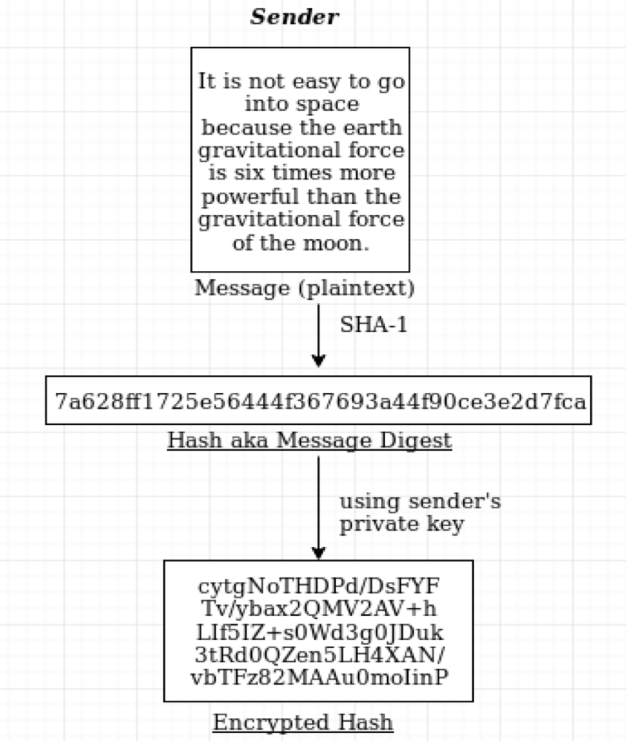 Sender
It is not easy to go
into space
because the earth
gravitational force
is six times more
powerful than the
gravitational force
of the moon.
Message (plaintext)
SHA-1
7a628ff1725e56444f367693a44f90ce3e2d7fca
Hash aka Message Digest
using sender's
private key
cytgNoTHDPd/DsFYF
Tv/ybax2QMV2AV+h
LIf5IZ+s0Wd3g0JDuk
3tRd0QZen5LH4XAN/
vbTFz82MAAu0moIinP
Encrypted Hash